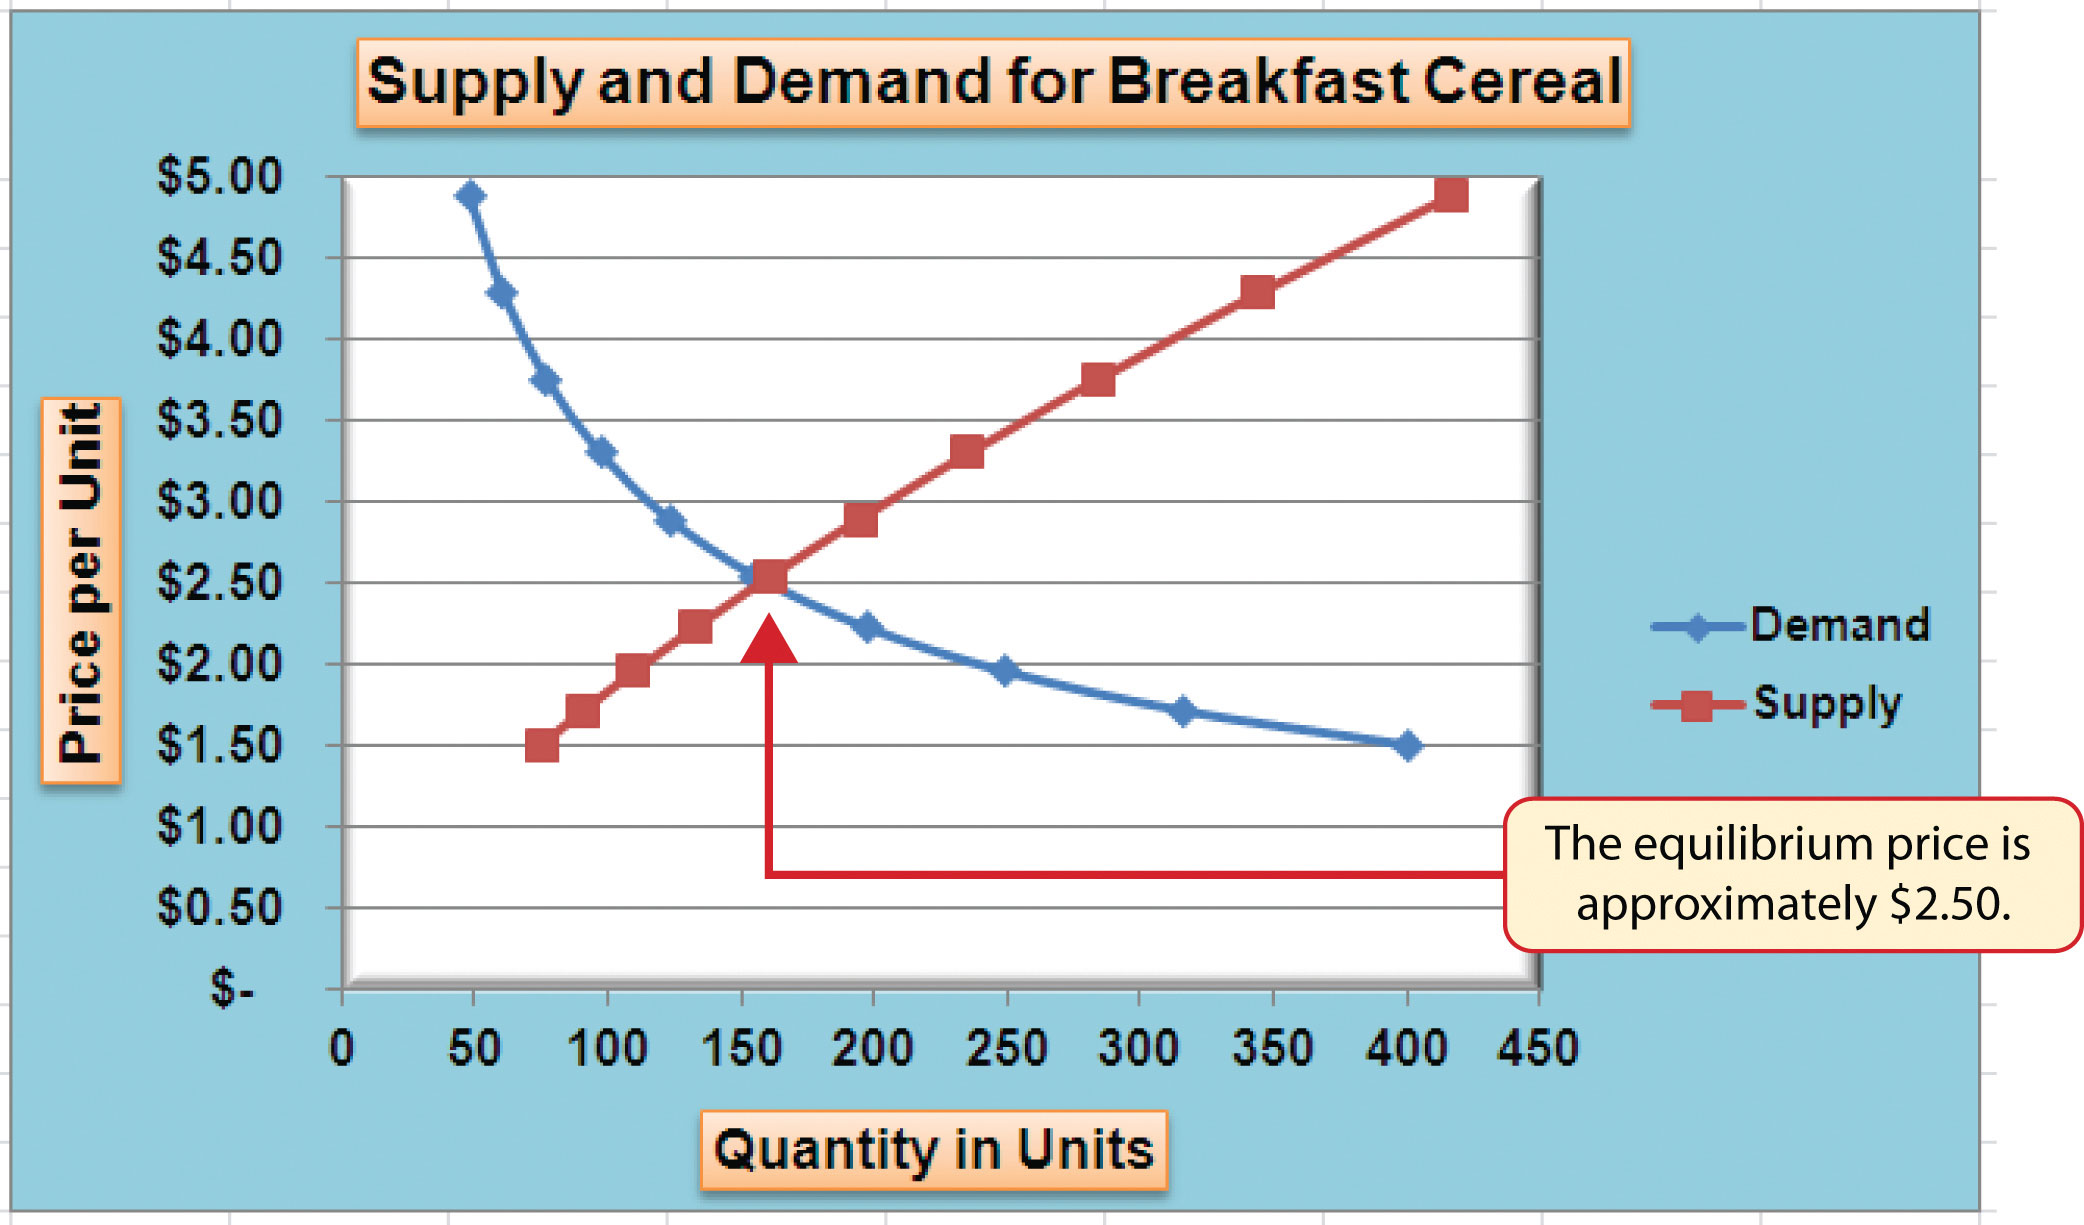 Supply and Demand for Breakfast Cereal
Price per Unit
$5.00
$4.50
$4.00
$3.50
$3.00
$2.50
$2.00
$1.50
$1.00
$0.50
$-
0 50 100 150 200 250 300 350 400 450
Quantity in Units
Demand
Supply
The equilibrium price is
approximately $2.50.